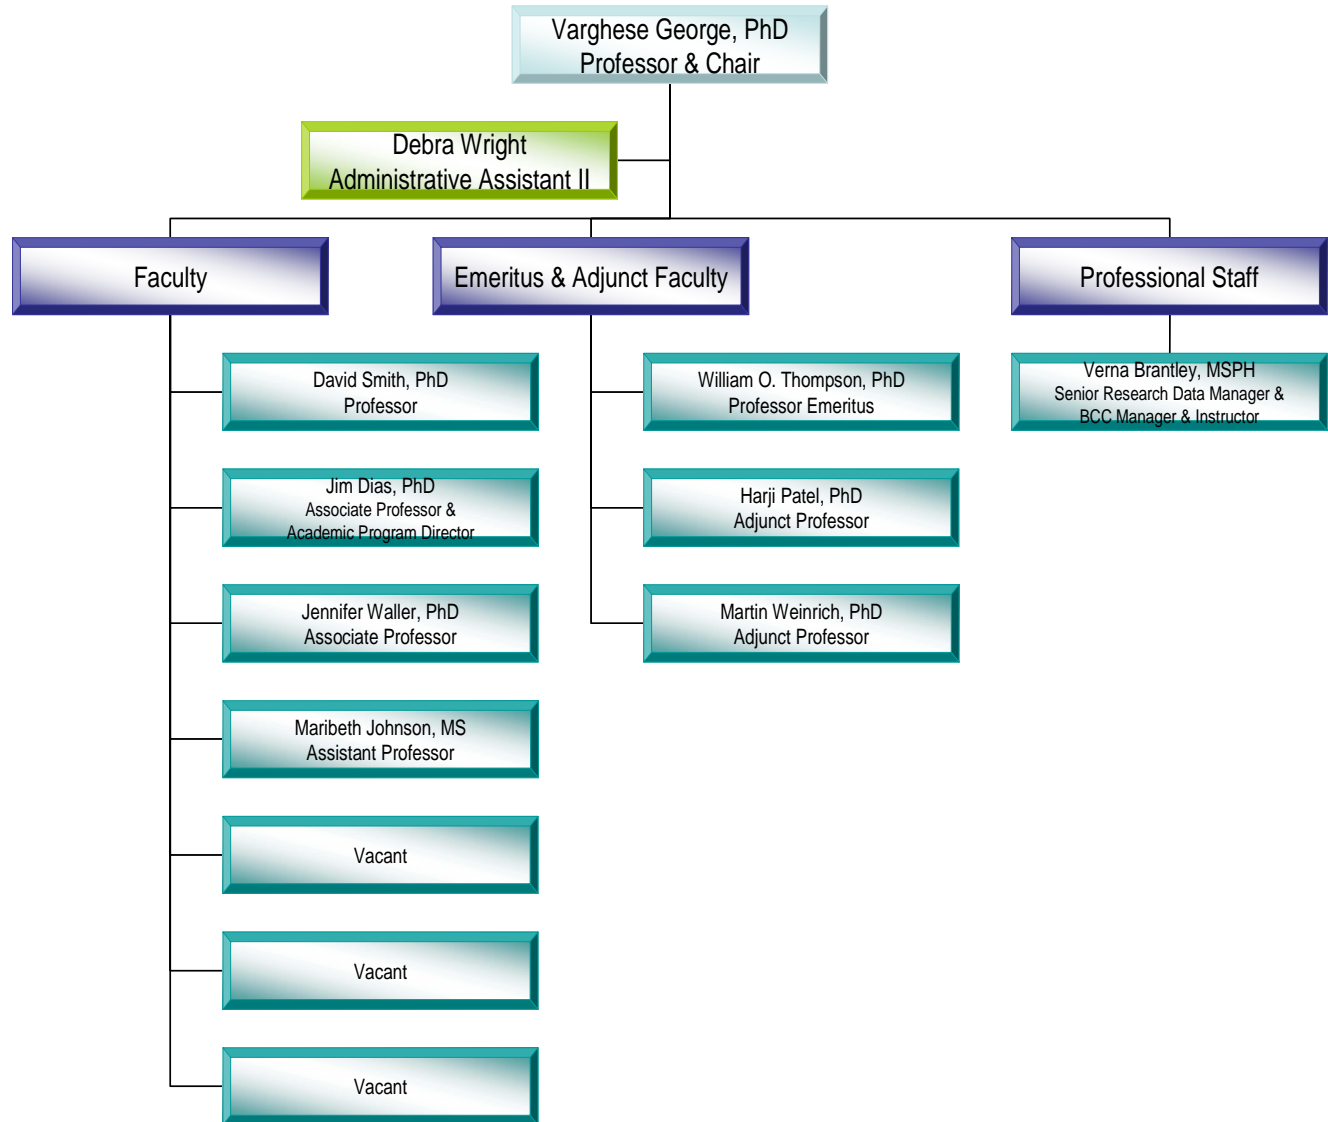 Varghese George, PhD
Professor & Chair
Debra Wright
Administrative Assistant II
Faculty
Emeritus & Adjunct Faculty
Professional Staff
David Smith, PhD
Professor
Jim Dias, PhD
Associate Professor &
Academic Program Director
Jennifer Waller, PhD
Associate Professor
Maribeth Johnson, MS
Assistant Professor
Vacant
Vacant
Vacant
William O. Thompson, PhD
Professor Emeritus
Harji Patel, PhD
Adjunct Professor
Martin Weinrich, PhD
Adjunct Professor
Verna Brantley, MSPH
Senior Research Data Manager &
BCC Manager & Instructor